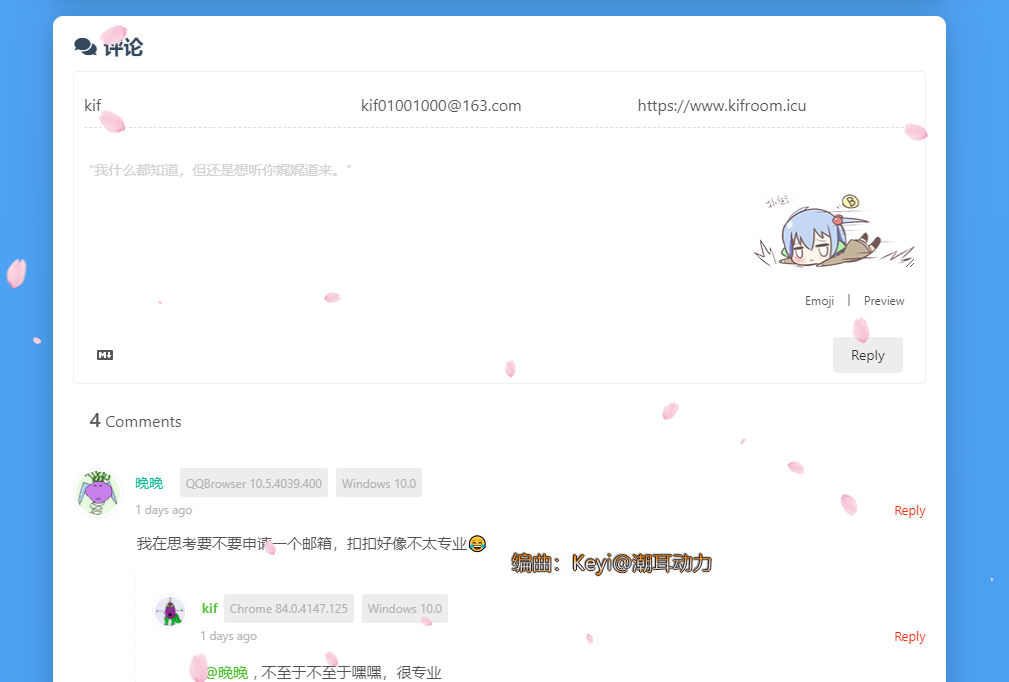 评论
kif kif01001000@163.com https://www.kifroom.icu
“我什么都知道，但还是想听你娓娓道来。”
Emoji | Preview
M↓
Reply
4 Comments
晚晚 QQBrowser 10.5.4039.400 Windows 10.0
1 days ago Reply
我在思考要不要申请一个邮箱，扣扣好像不太专业😂
编曲：Keyi@潮耳动力
kif Chrome 84.0.4147.125 Windows 10.0
1 days ago Reply
@晚晚 , 不至于不至于嘿嘿，很专业